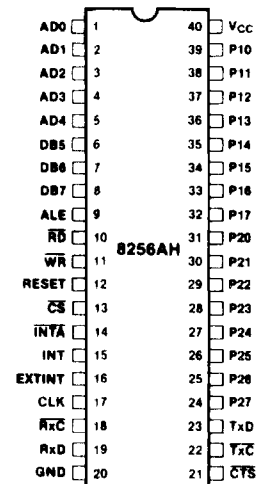 AD0 1 40 VCC
AD1 2 39 P10
AD2 3 38 P11
AD3 4 37 P12
AD4 5 36 P13
DB5 6 35 P14
DB6 7 34 P15
DB7 8 33 P16
ALE 9 32 P17
RD 10 31 P20
8256AH
WR 11 30 P21
RESET 12 29 P22
CS 13 28 P23
INTA 14 27 P24
INT 15 26 P25
EXTINT 16 25 P26
CLK 17 24 P27
RxC 18 23 TxD
RxD 19 22 TxC
GND 20 21 CTS